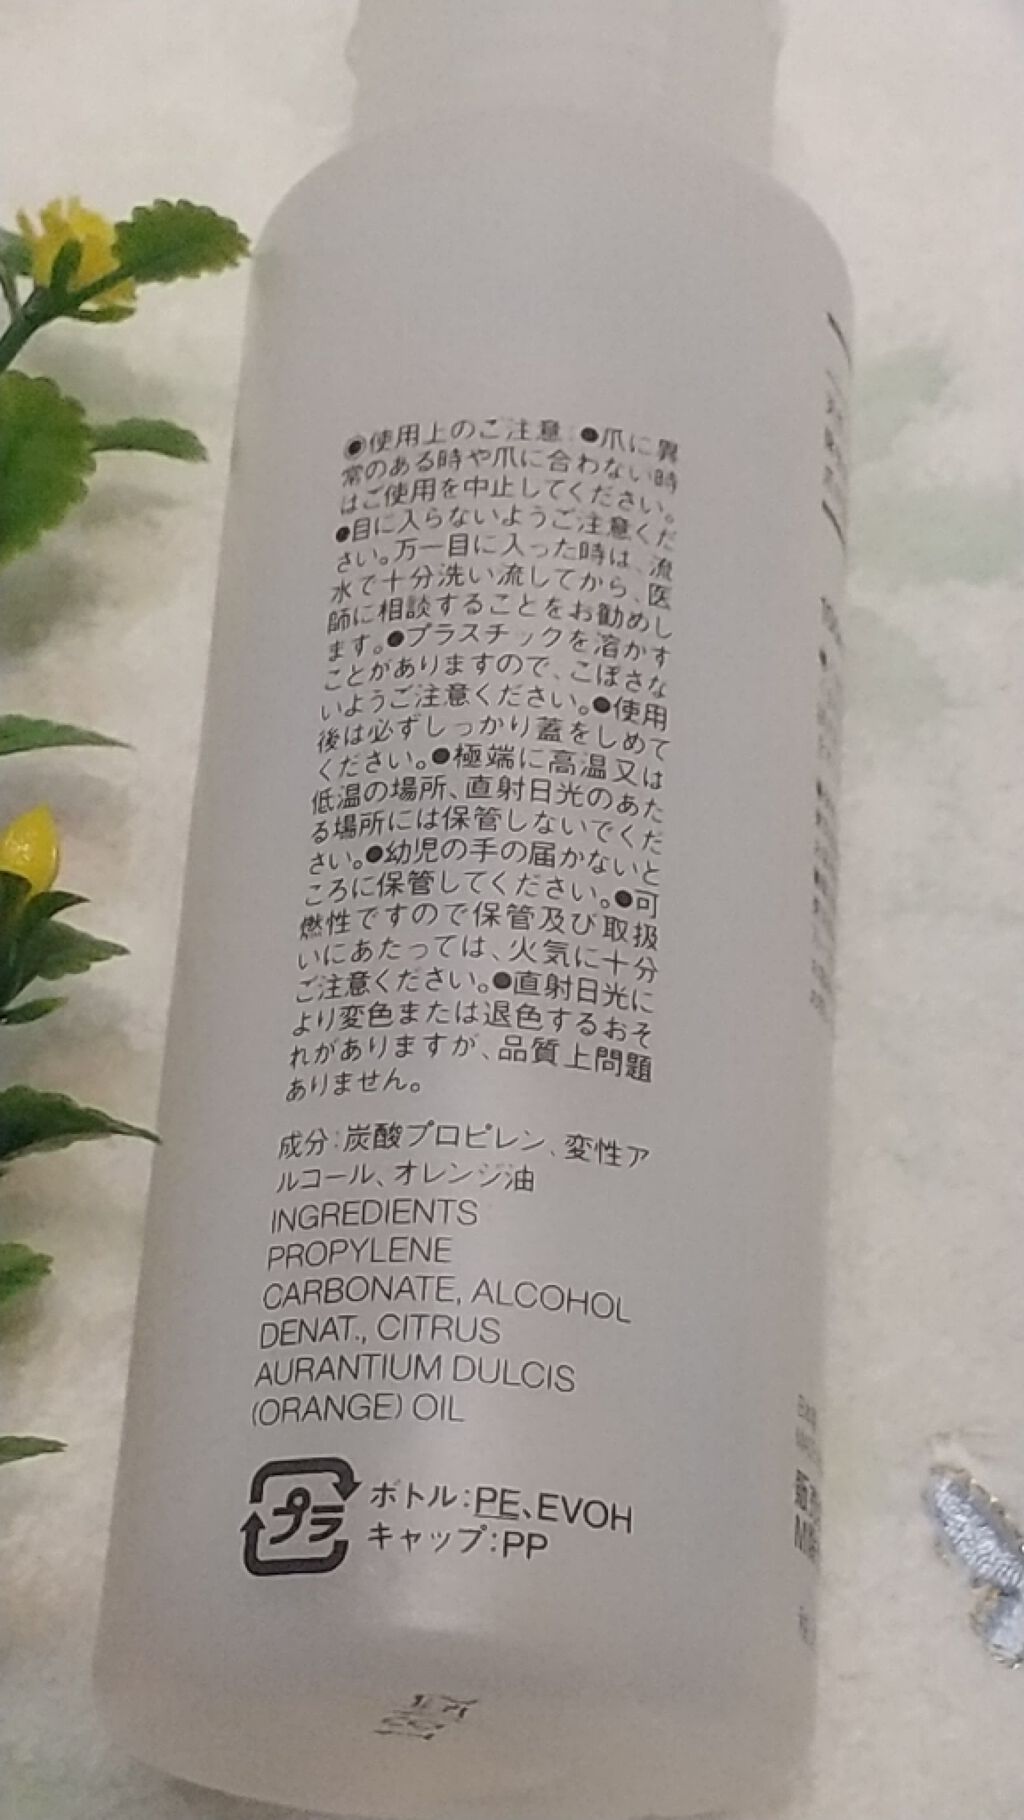 ◉使用上のご注意:●爪に異
常のある時や爪に合わない時
はご使用を中止してください。
●目に入らないようご注意くだ
さい。万一目に入った時は、流
水で十分洗い流してから、医
師に相談することをお勧めし
ます。●プラスチックを溶かす
ことがありますので、こぼさな
いようご注意ください。●使用
後は必ずしっかり蓋をしめて
ください。●極端に高温又は
低温の場所、直射日光のあた
る場所には保管しないでくだ
さい。●幼児の手の届かないと
ころに保管してください。●可
燃性ですので保管及び取扱
いにあたっては、火気に十分
ご注意ください。●直射日光に
より変色または退色するおそ
れがありますが、品質上問題
ありません。
成分:炭酸プロピレン、変性ア
ルコール、オレンジ油
INGREDIENTS
PROPYLENE
CARBONATE, ALCOHOL
DENAT., CITRUS
AURANTIUM DULCIS
(ORANGE) OIL
プラ
ボトル:PE、EVOH
キャップ:PP